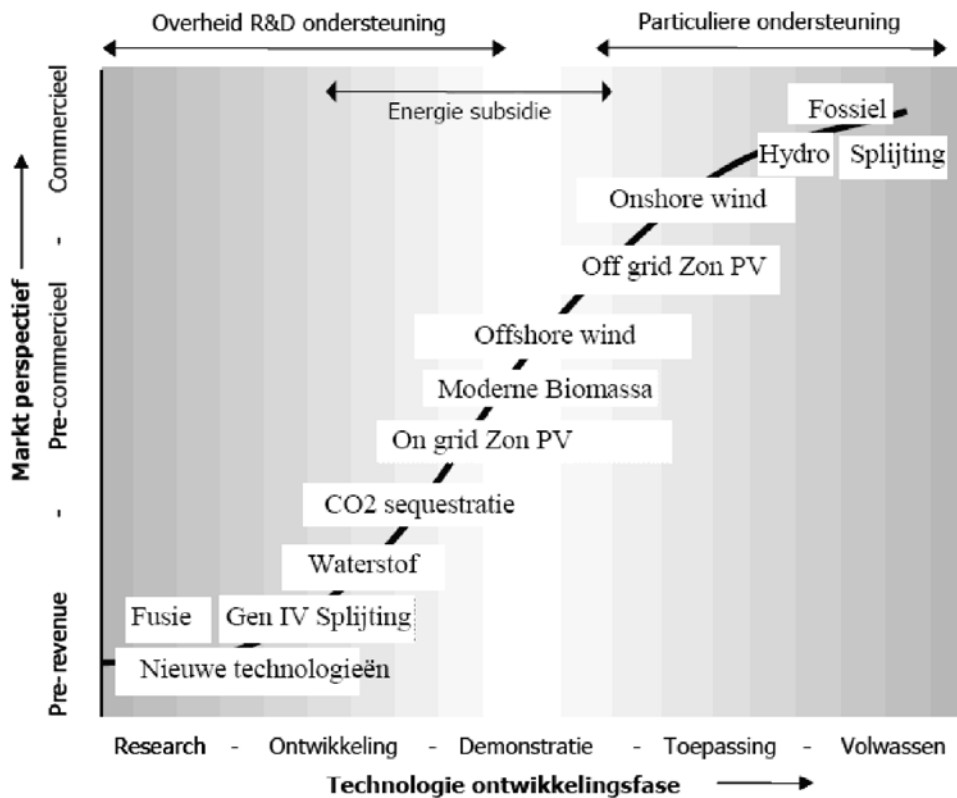 Overheid R&D ondersteuning
Particuliere ondersteuning
Energie subsidie
Markt perspectief
Commercieel
-
Pre-commercieel
-
Pre-revenue
Fossiel
Hydro
Splijting
Onshore wind
Off grid Zon PV
Offshore wind
Moderne Biomassa
On grid Zon PV
CO2 sequestratie
Waterstof
Fusie
Gen IV Splijting
Nieuwe technologieën
Research - Ontwikkeling - Demonstratie - Toepassing - Volwassen
Technologie ontwikkelingsfase